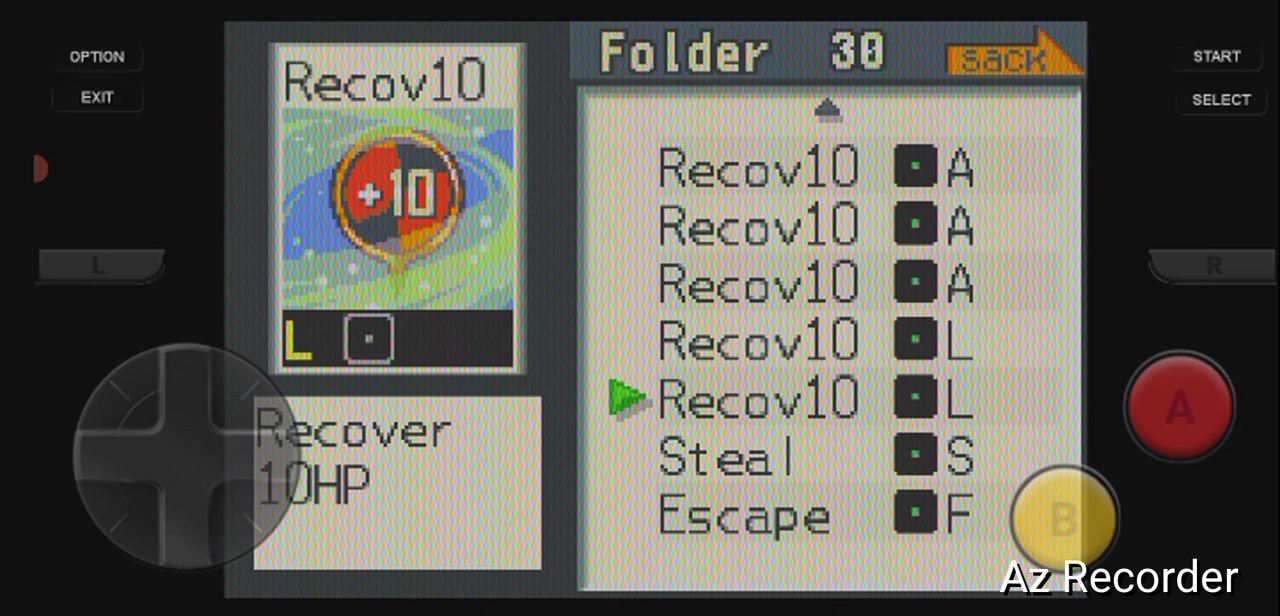 OPTION
EXIT
START
SELECT
L
R
A
B
Recov10
+10
L
Recover
10HP
Folder 30
sack
Recov10 A
Recov10 A
Recov10 A
Recov10 L
Recov10 L
Steal S
Escape F
Az Recorder